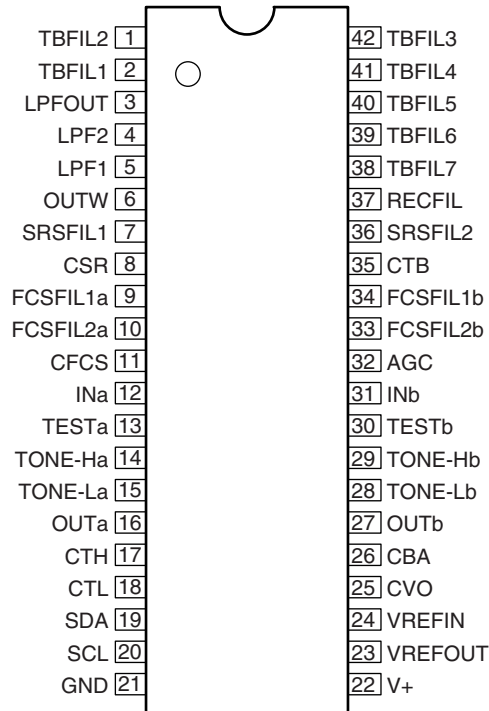 TBFIL2 1 42 TBFIL3
TBFIL1 2 41 TBFIL4
LPFOUT 3 40 TBFIL5
LPF2 4 39 TBFIL6
LPF1 5 38 TBFIL7
OUTW 6 37 RECFIL
SRSFIL1 7 36 SRSFIL2
CSR 8 35 CTB
FCSFIL1a 9 34 FCSFIL1b
FCSFIL2a 10 33 FCSFIL2b
CFCS 11 32 AGC
INa 12 31 INb
TESTa 13 30 TESTb
TONE-Ha 14 29 TONE-Hb
TONE-La 15 28 TONE-Lb
OUTa 16 27 OUTb
CTH 17 26 CBA
CTL 18 25 CVO
SDA 19 24 VREFIN
SCL 20 23 VREFOUT
GND 21 22 V+